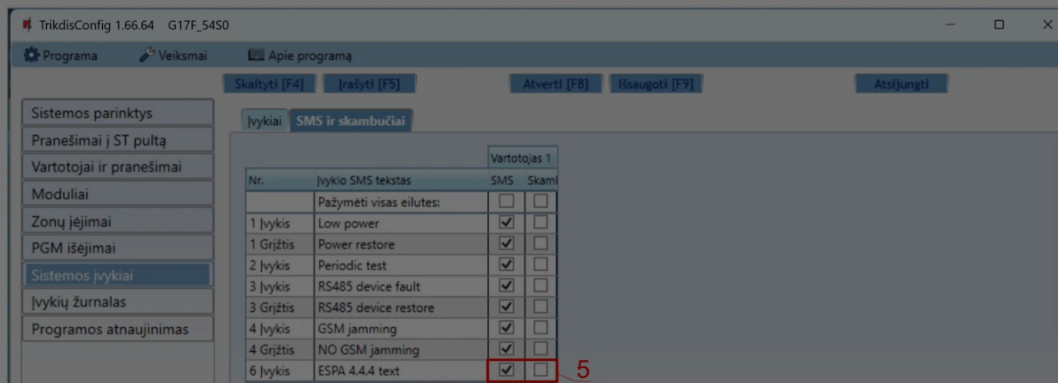 TrikdisConfig 1.66.64 G17F_54S0
Programa Veiksmai Apie programą
Skaityti [F4] Įrašyti [F5] Atverti [F8] Išsaugoti [F9] Atsijungti
Sistemos parinktys
Pranešimai į ST pultą
Vartotojai ir pranešimai
Moduliai
Zonų įėjimai
PGM išėjimai
Sistemos įvykiai
Įvykių žurnalas
Programos atnaujinimas
Įvykiai SMS ir skambučiai
Vartotojas 1
Nr. Įvykio SMS tekstas SMS Skaml
Pažymėti visas eilutes:
1 Įvykis Low power
1 Grįžtis Power restore
2 Įvykis Periodic test
3 Įvykis RS485 device fault
3 Grįžtis RS485 device restore
4 Įvykis GSM jamming
4 Grįžtis NO GSM jamming
6 Įvykis ESPA 4.4.4 text
5